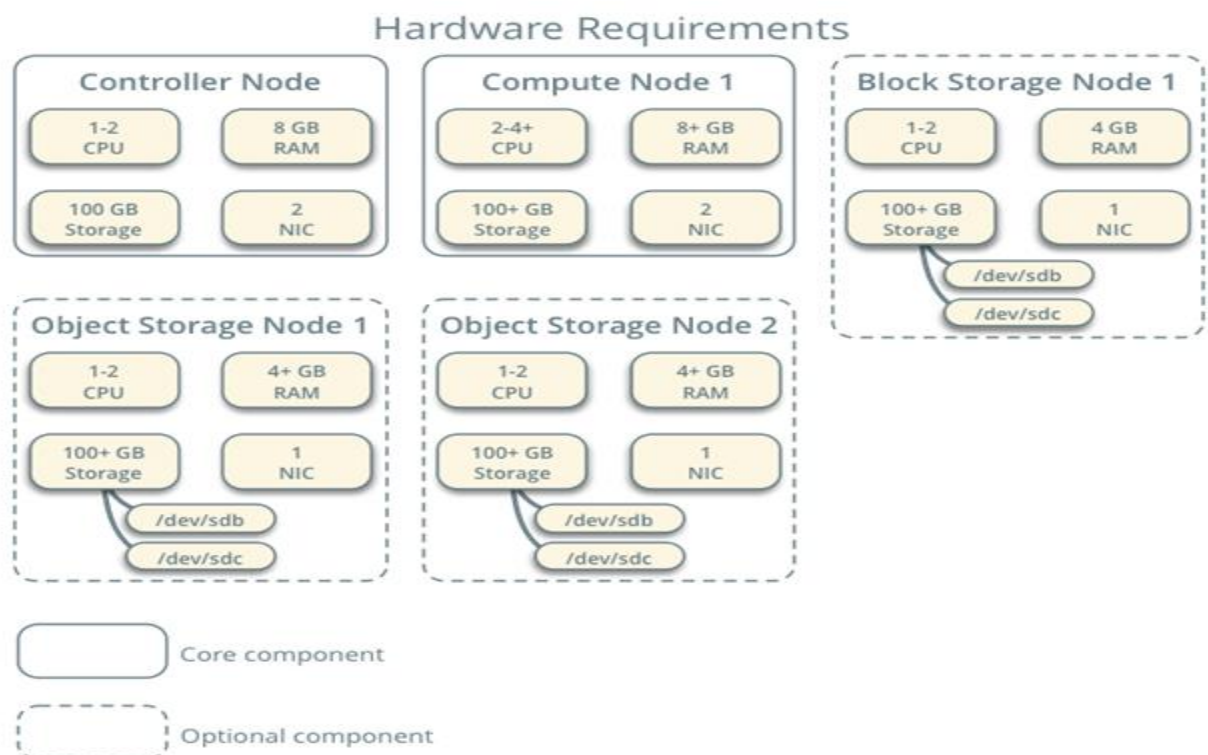 Hardware Requirements
Controller Node
1-2
CPU
8 GB
RAM
100 GB
Storage
2
NIC
Compute Node 1
2-4+
CPU
8+ GB
RAM
100+ GB
Storage
2
NIC
Block Storage Node 1
1-2
CPU
4 GB
RAM
100+ GB
Storage
1
NIC
/dev/sdb
/dev/sdc
Object Storage Node 1
1-2
CPU
4+ GB
RAM
100+ GB
Storage
1
NIC
/dev/sdb
/dev/sdc
Object Storage Node 2
1-2
CPU
4+ GB
RAM
100+ GB
Storage
1
NIC
/dev/sdb
/dev/sdc
Core component
Optional component